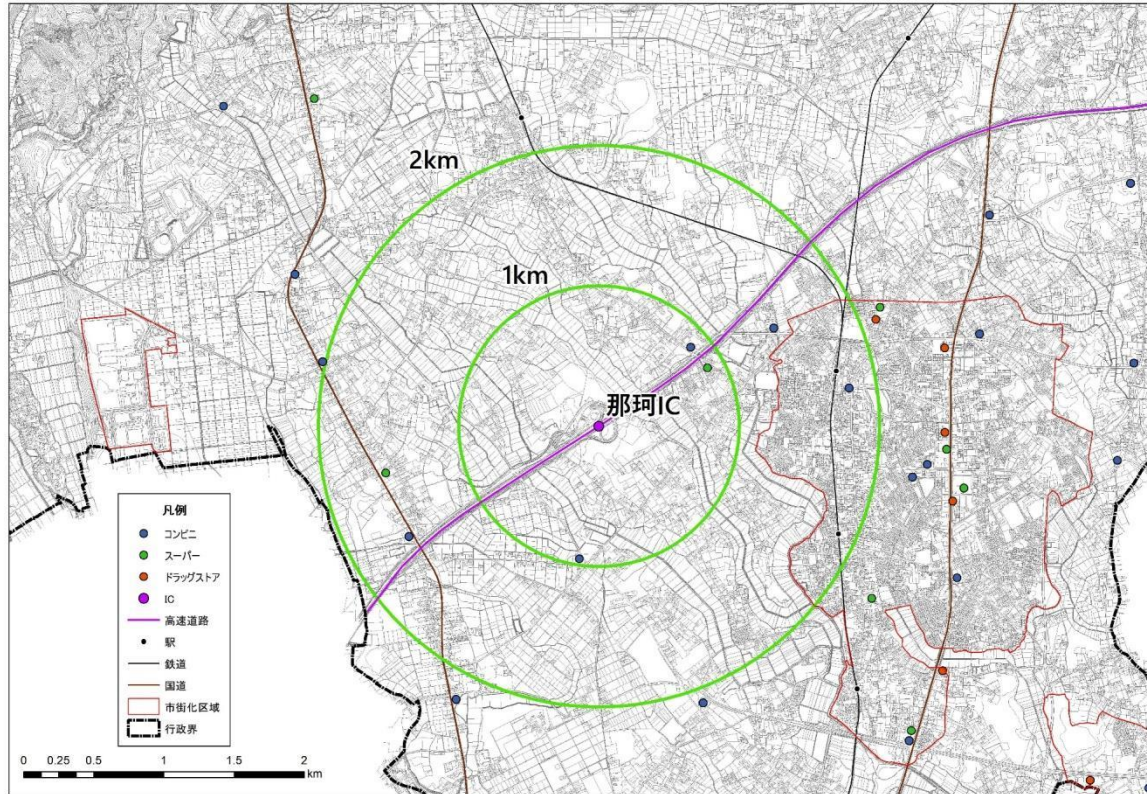 2km
1km
那珂IC
凡例
コンビニ
スーパー
ドラッグストア
IC
高速道路
駅
鉄道
国道
市街化区域
行政界
0 0.25 0.5 1 1.5 2
km